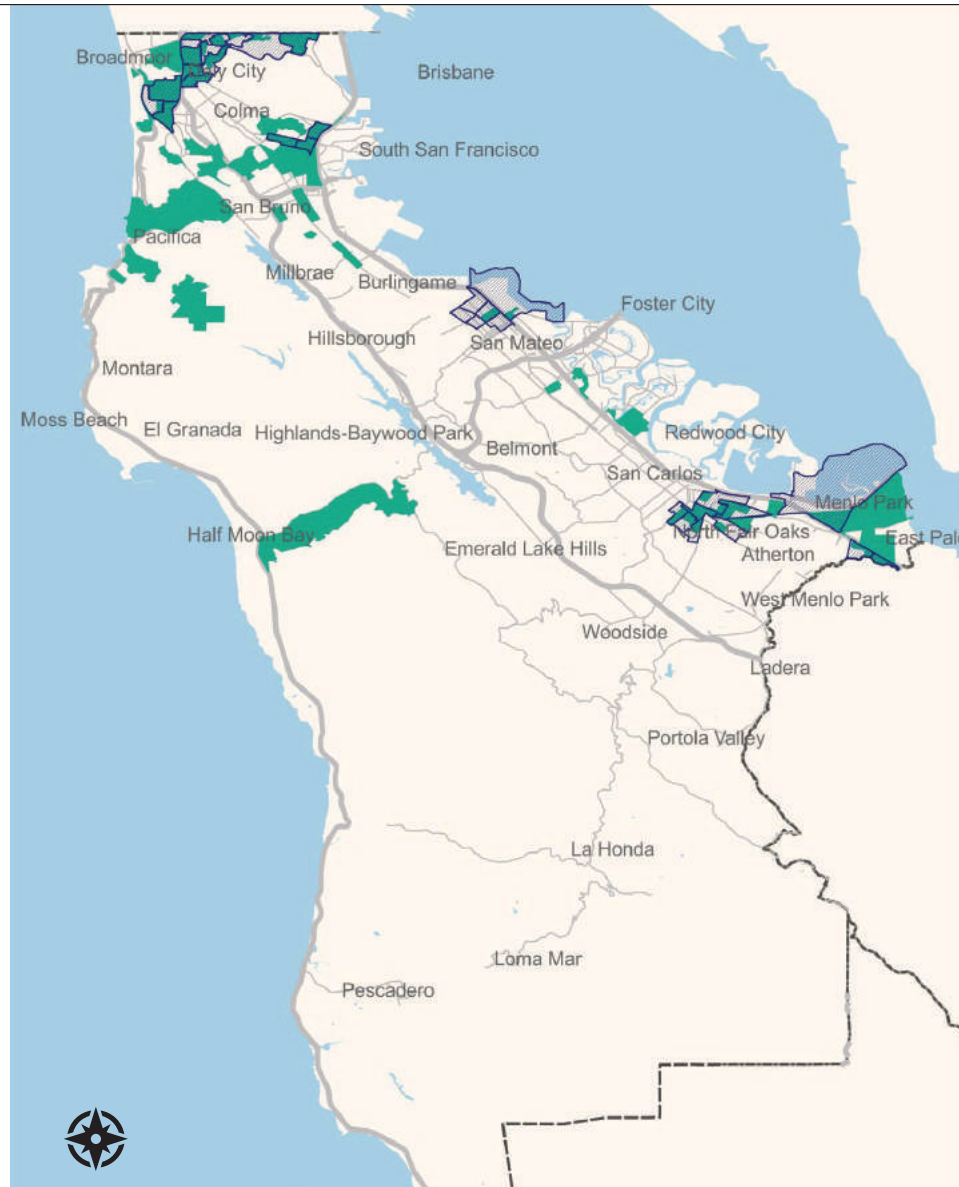 Broadmoor
Brisbane
Daly City
Colma
South San Francisco
San Bruno
Pacifica
Millbrae
Burlingame
Foster City
Hillsborough
San Mateo
Montara
Moss Beach
El Granada
Highlands-Baywood Park
Redwood City
Belmont
San Carlos
Menlo Park
Half Moon Bay
North Fair Oaks
East Palo
Emerald Lake Hills
Atherton
West Menlo Park
Woodside
Ladera
Portola Valley
La Honda
Loma Mar
Pescadero